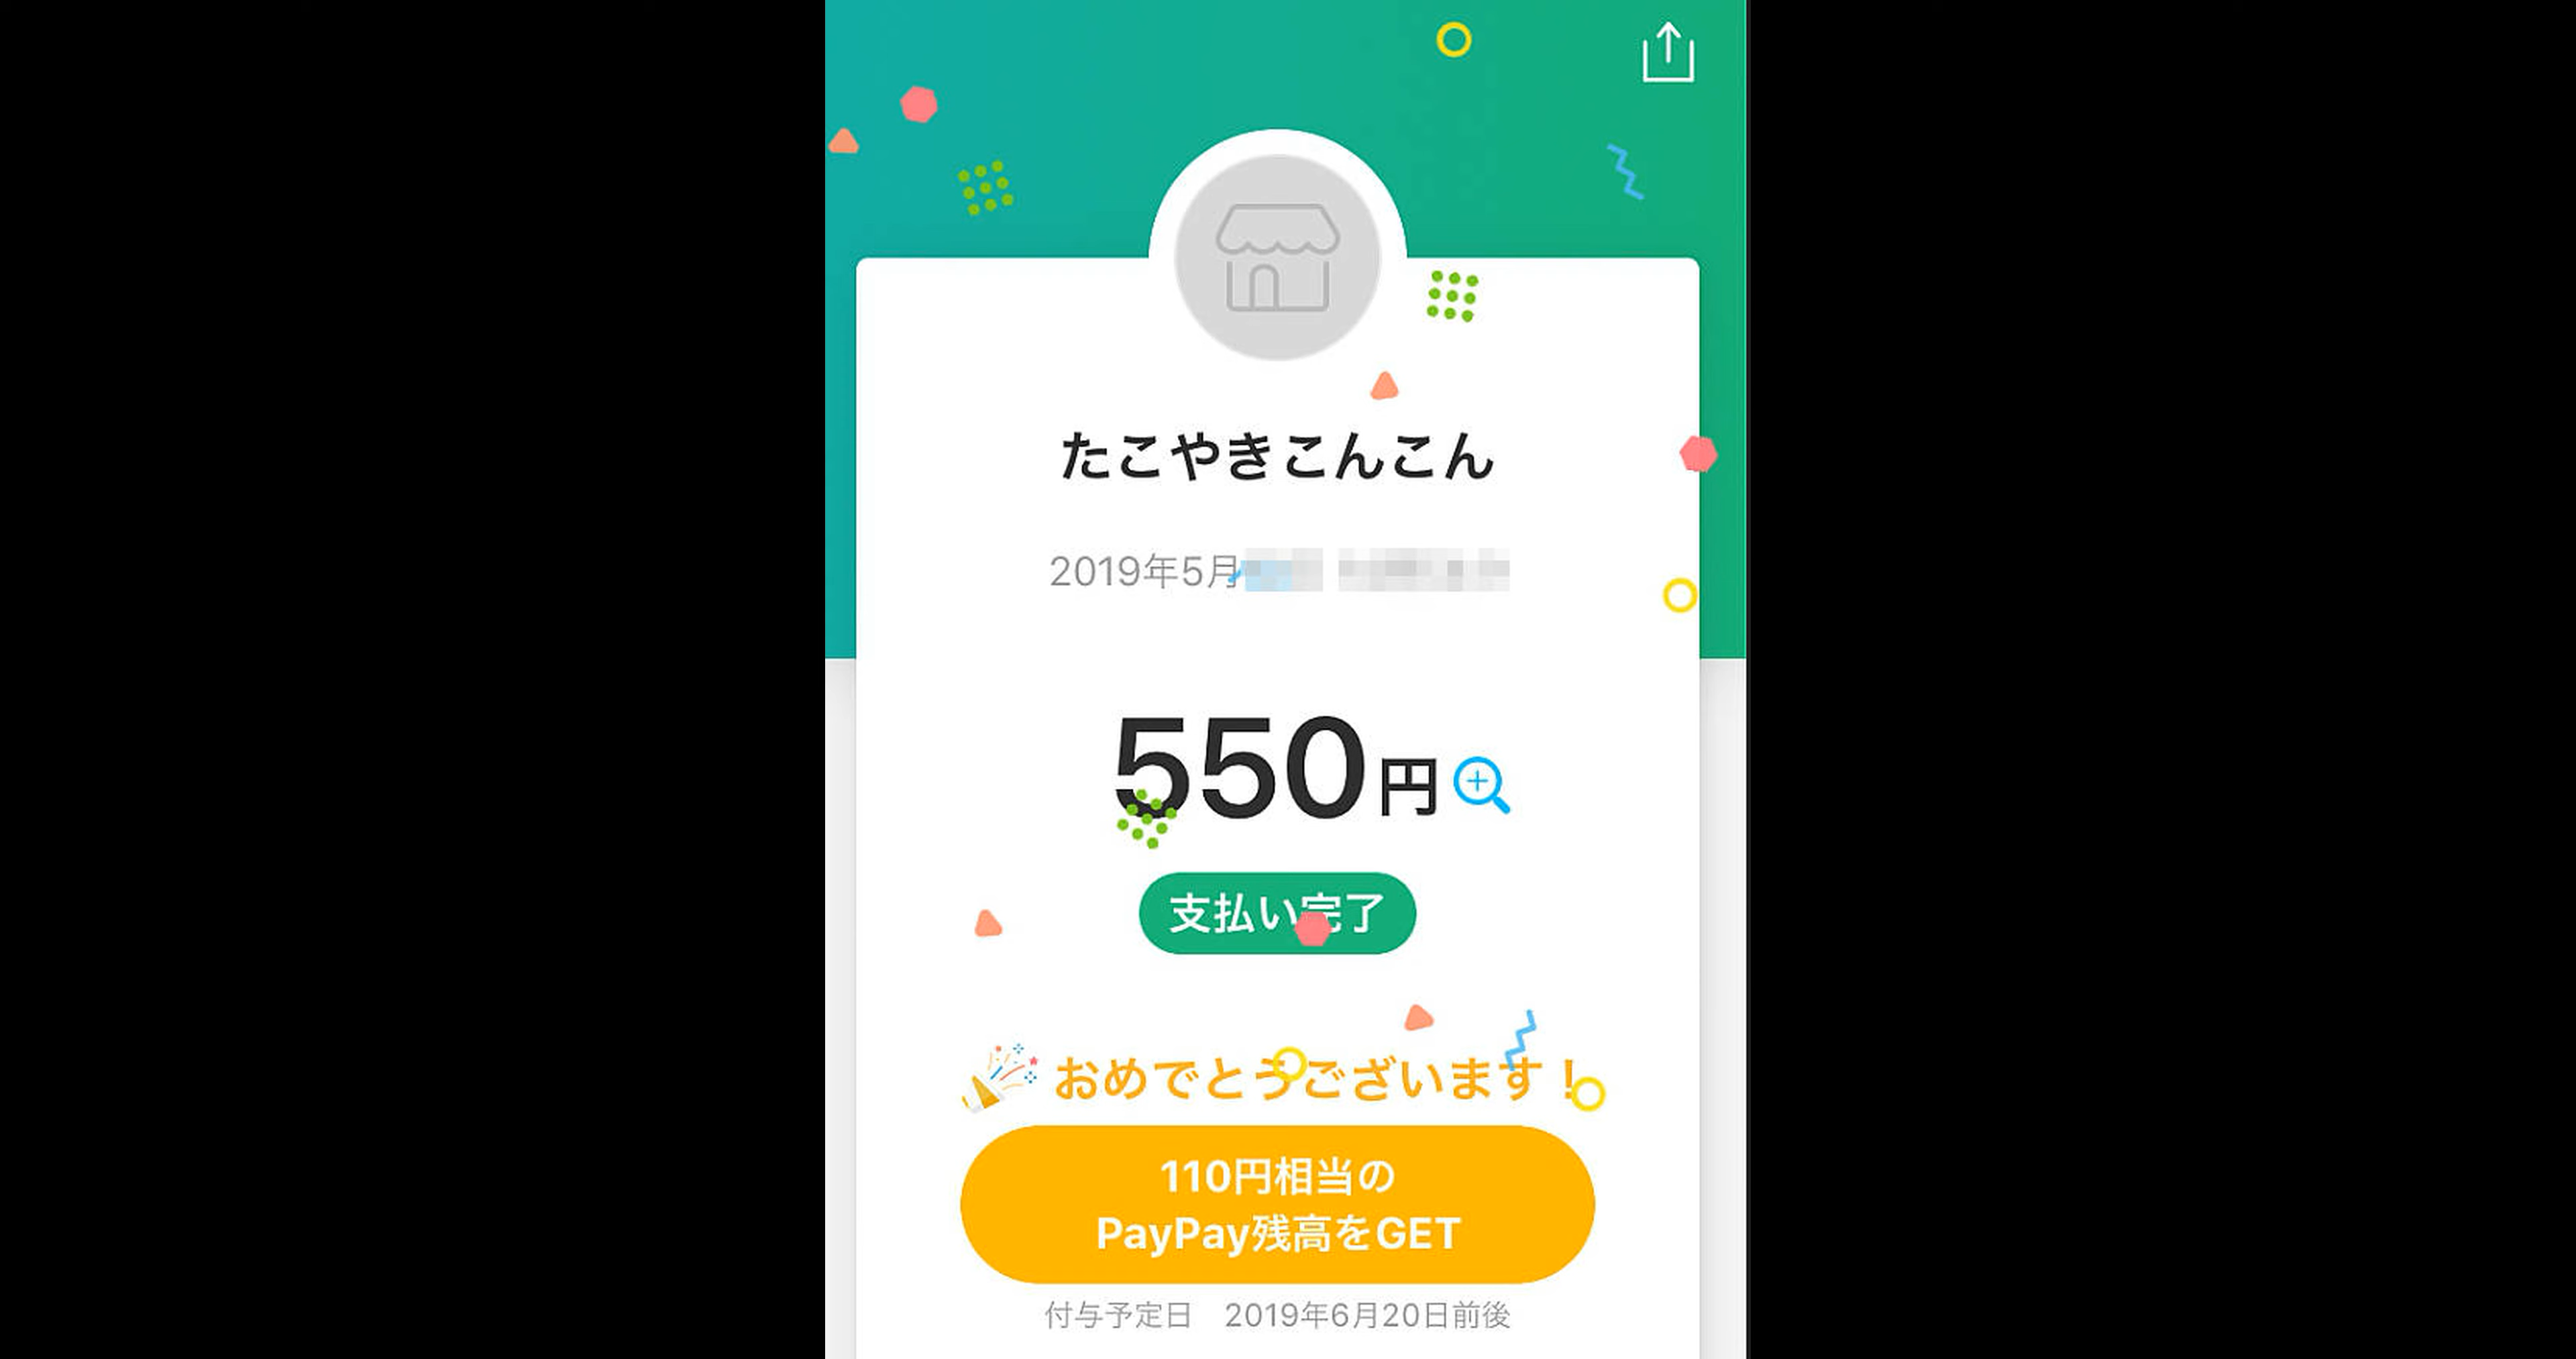 たこやきこんこん
2019年5月
550円
支払い完了
おめでとうございます！
110円相当の
PayPay残高をGET
付与予定日　2019年6月20日前後